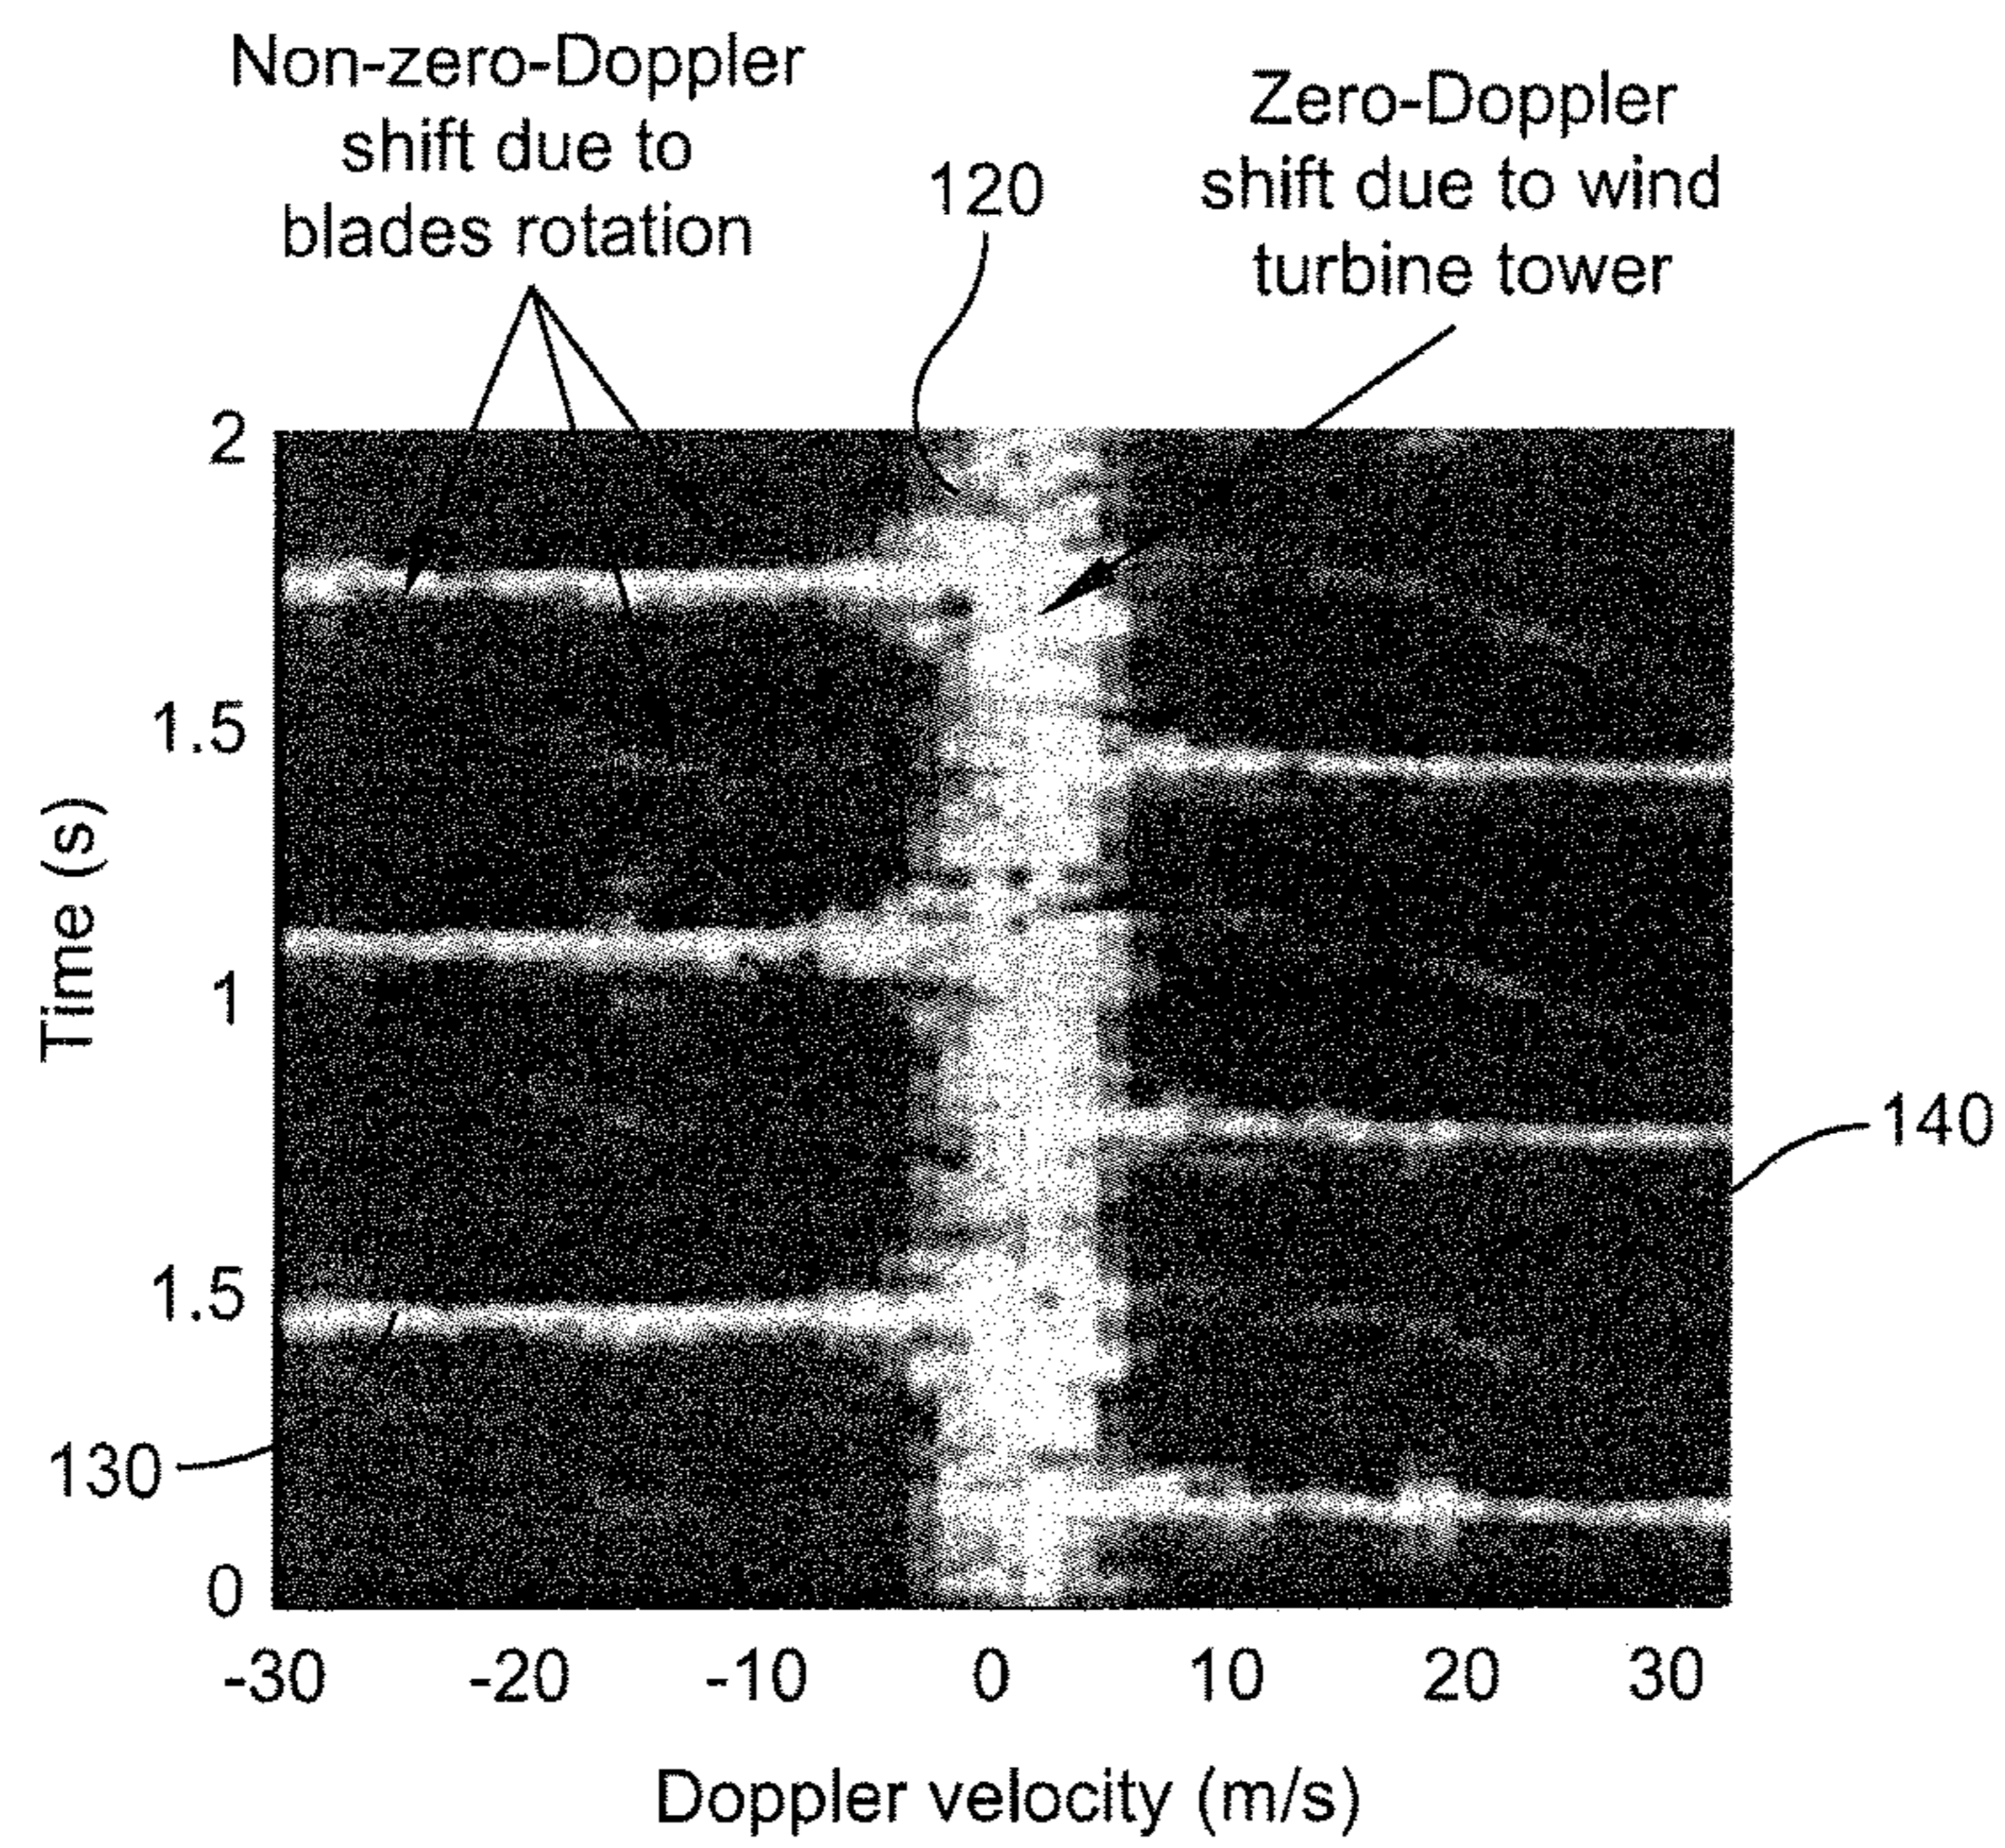 Non-zero-Doppler
shift due to
blades rotation
120
Zero-Doppler
shift due to wind
turbine tower
2
1.5
1
1.5
0
Time (s)
140
130
-30 -20 -10 0 10 20 30
Doppler velocity (m/s)